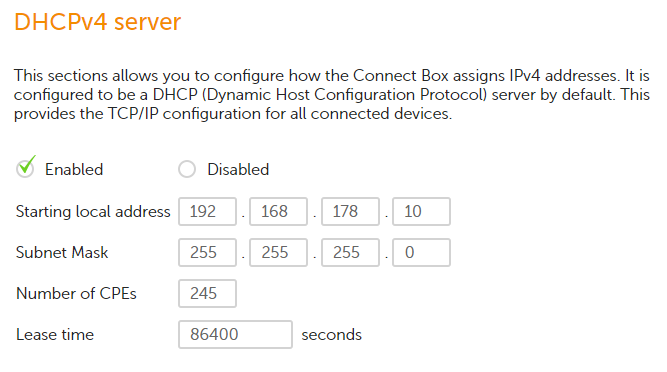 DHCPv4 server
This sections allows you to configure how the Connect Box assigns IPv4 addresses. It is
configured to be a DHCP (Dynamic Host Configuration Protocol) server by default. This
provides the TCP/IP configuration for all connected devices.
Enabled Disabled
Starting local address 192 . 168 . 178 . 10
Subnet Mask 255 . 255 . 255 . 0
Number of CPEs 245
Lease time 86400 seconds